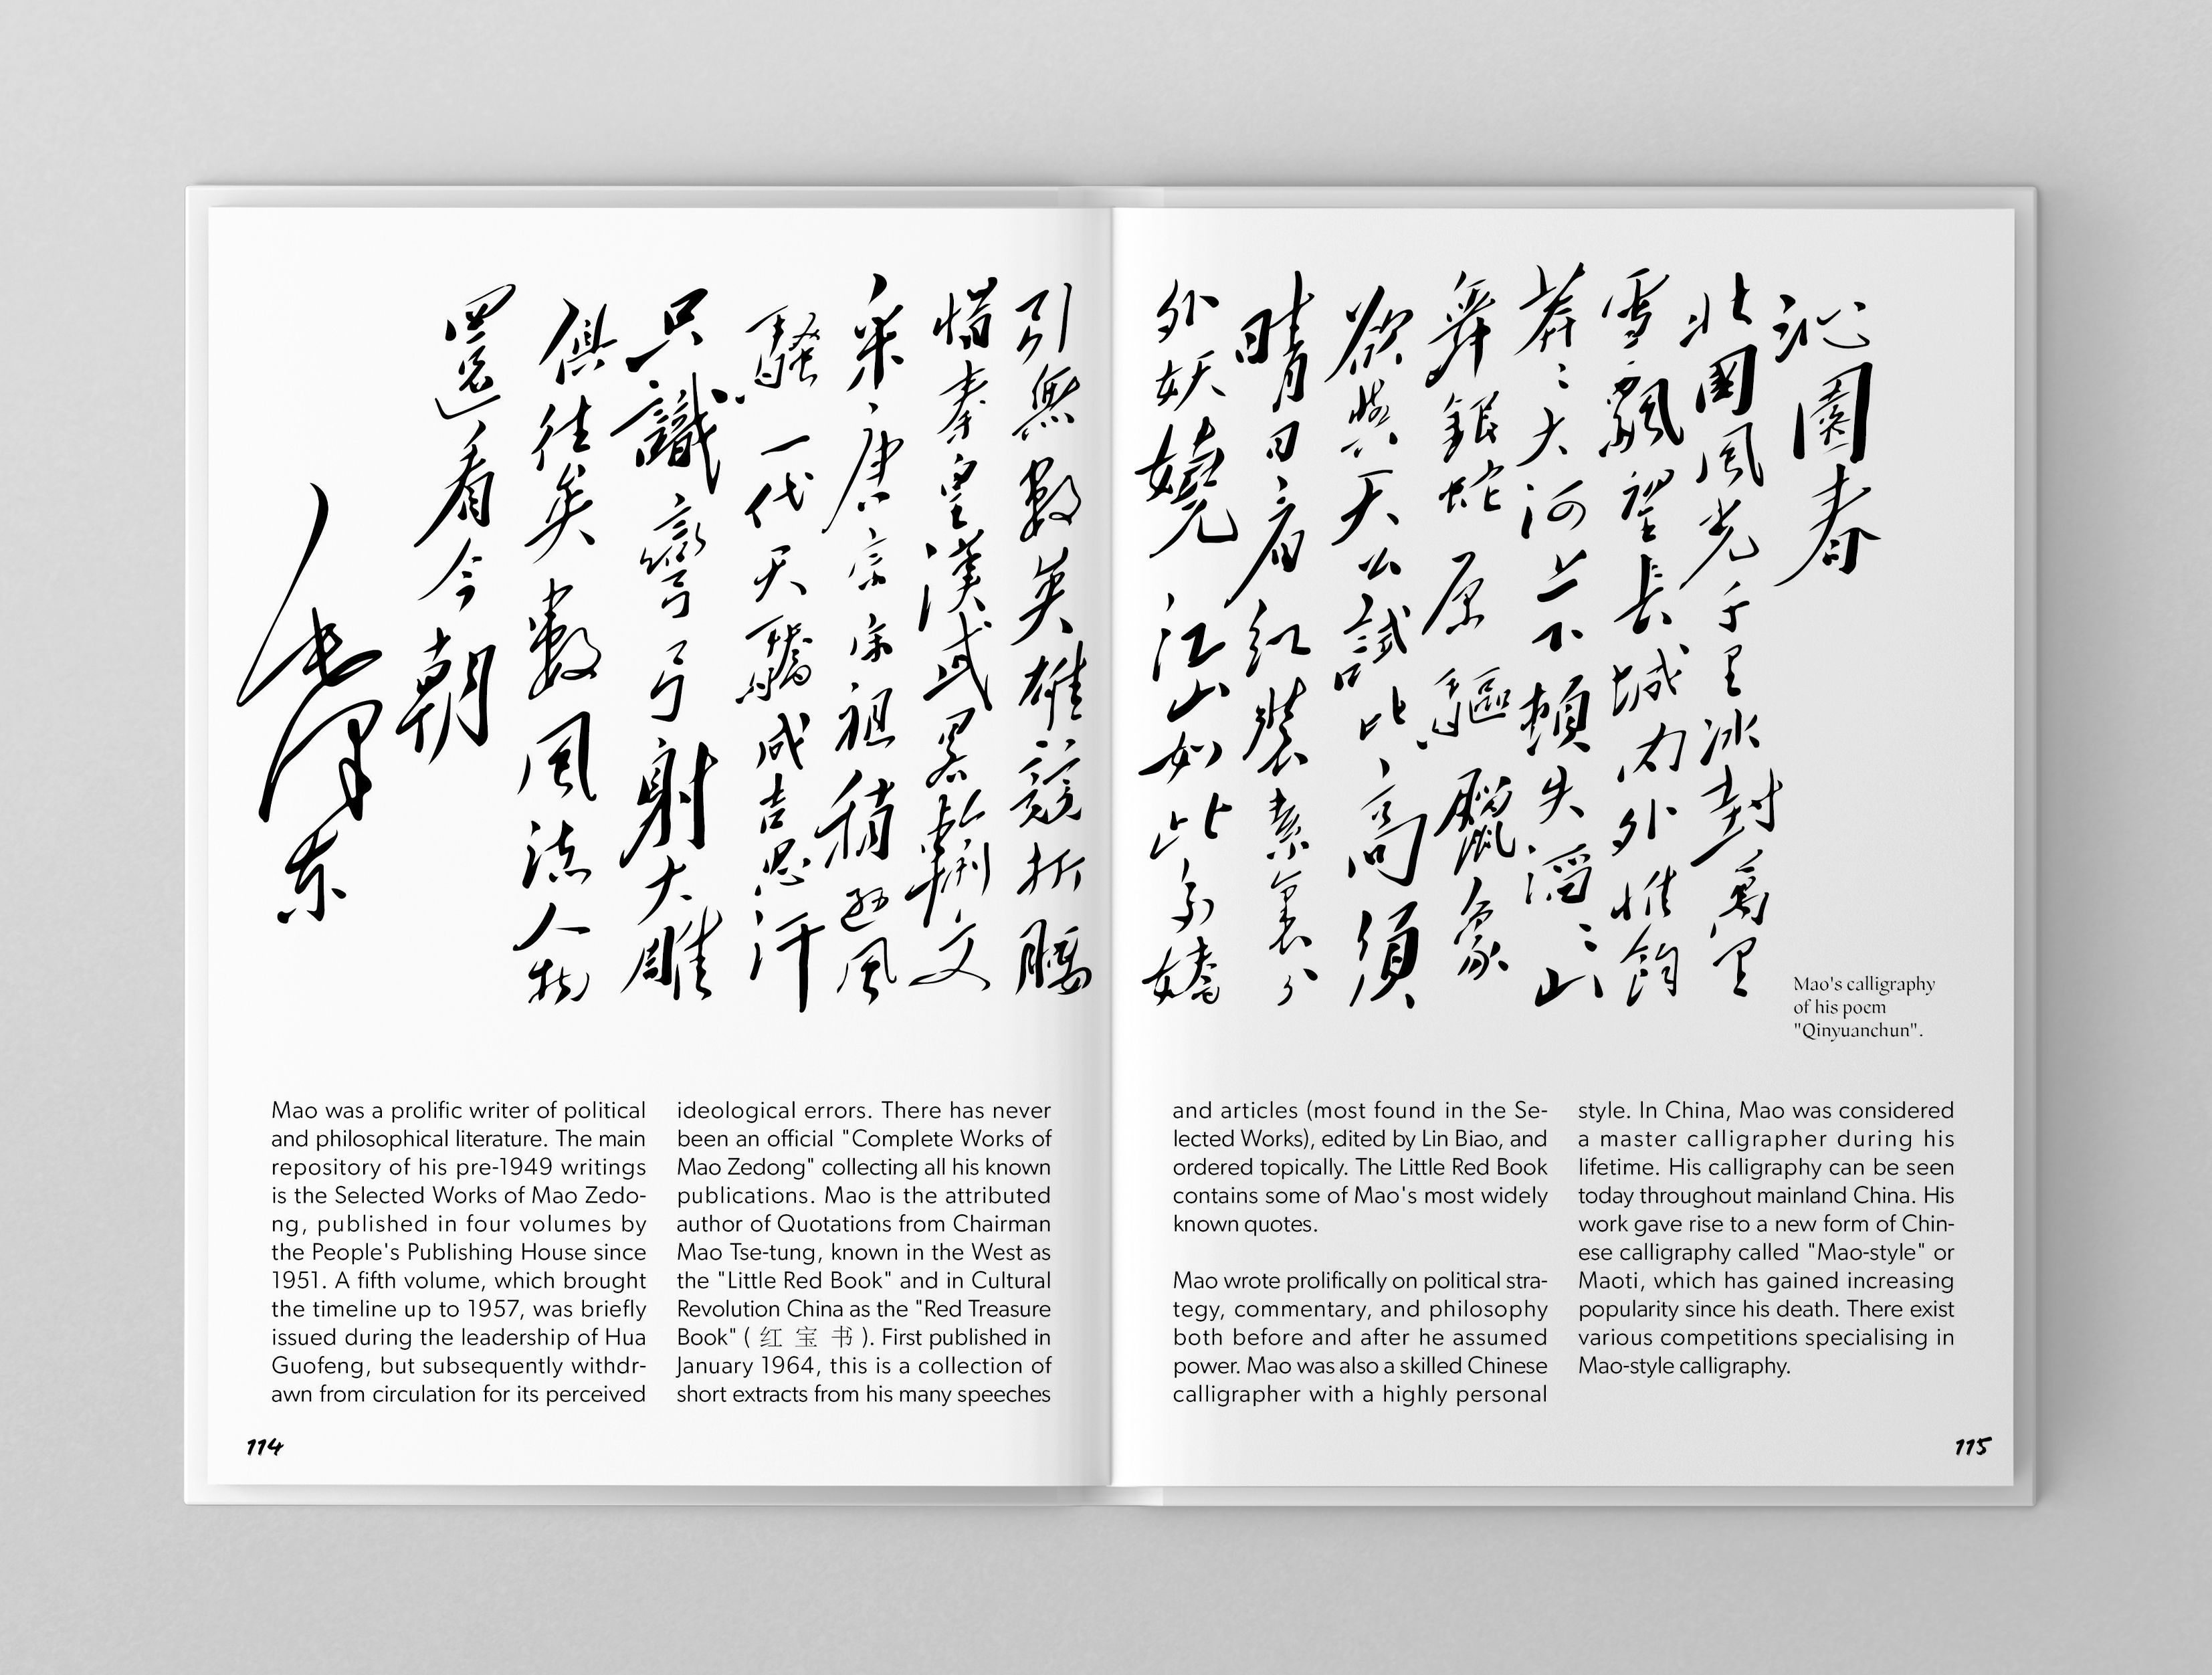 沁園春
北國風光千里冰封萬里
雪飄望長城內外惟餘
莽〻大河上下頓失滔〻山
舞銀蛇原驅臘象
欲與天公試比高須
晴日看紅裝素裹分
外妖嬈江山如此多嬌
引無數英雄競折腰
惜秦皇漢武略輸文
采唐宗宋祖稍遜風
騷一代天驕成吉思汗
只識彎弓射大雕
俱往矣數風流人物
還看今朝
毛澤東
Mao's calligraphy
of his poem
"Qinyuanchun".
Mao was a prolific writer of political
and philosophical literature. The main
repository of his pre-1949 writings
is the Selected Works of Mao Zedo-
ng, published in four volumes by
the People's Publishing House since
1951. A fifth volume, which brought
the timeline up to 1957, was briefly
issued during the leadership of Hua
Guofeng, but subsequently withdr-
awn from circulation for its perceived
ideological errors. There has never
been an official "Complete Works of
Mao Zedong" collecting all his known
publications. Mao is the attributed
author of Quotations from Chairman
Mao Tse-tung, known in the West as
the "Little Red Book" and in Cultural
Revolution China as the "Red Treasure
Book" ( 红 宝 书 ). First published in
January 1964, this is a collection of
short extracts from his many speeches
114
and articles (most found in the Se-
lected Works), edited by Lin Biao, and
ordered topically. The Little Red Book
contains some of Mao's most widely
known quotes.
Mao wrote prolifically on political stra-
tegy, commentary, and philosophy
both before and after he assumed
power. Mao was also a skilled Chinese
calligrapher with a highly personal
style. In China, Mao was considered
a master calligrapher during his
lifetime. His calligraphy can be seen
today throughout mainland China. His
work gave rise to a new form of Chin-
ese calligraphy called "Mao-style" or
Maoti, which has gained increasing
popularity since his death. There exist
various competitions specialising in
Mao-style calligraphy.
115